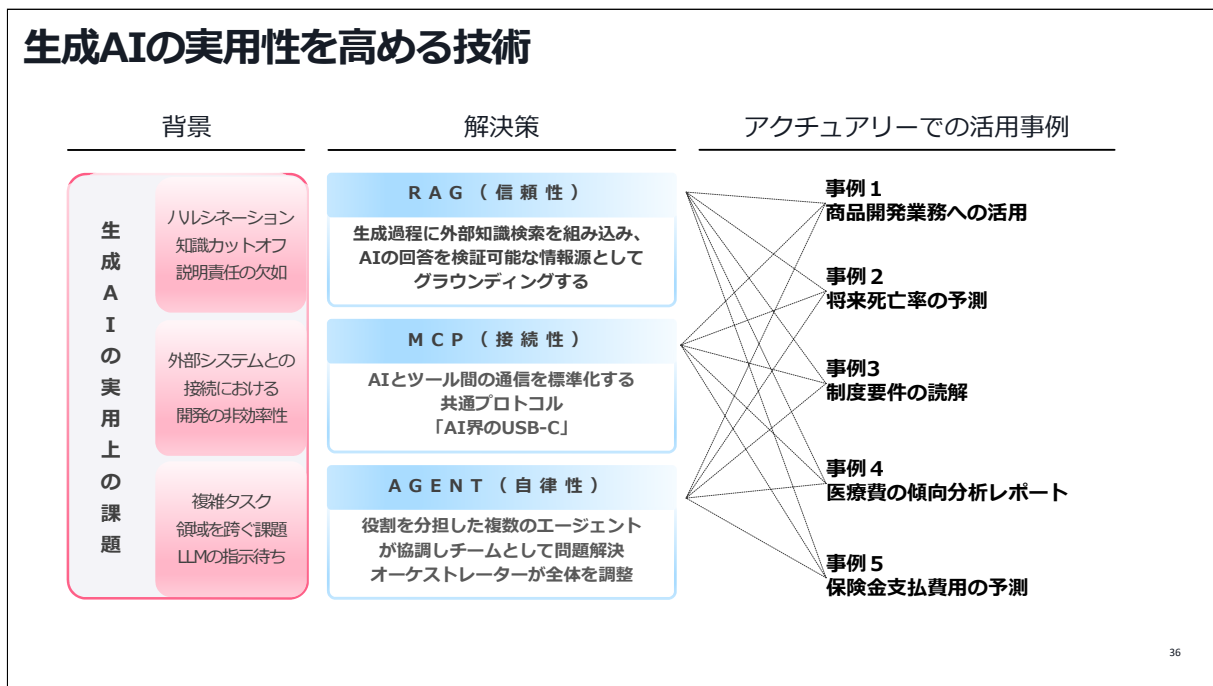 生成AIの実用性を高める技術
背景
解決策
アクチュアリーでの活用事例
生成AIの実用上の課題
ハルシネーション
知識カットオフ
説明責任の欠如
外部システムとの
接続における
開発の非効率性
複雑タスク
領域を跨ぐ課題
LLMの指示待ち
RAG（信頼性）
生成過程に外部知識検索を組み込み、
AIの回答を検証可能な情報源として
グラウンディングする
MCP（接続性）
AIとツール間の通信を標準化する
共通プロトコル
「AI界のUSB-C」
AGENT（自律性）
役割を分担した複数のエージェント
が協調しチームとして問題解決
オーケストレーターが全体を調整
事例１
商品開発業務への活用
事例２
将来死亡率の予測
事例3
制度要件の読解
事例４
医療費の傾向分析レポート
事例５
保険金支払費用の予測
36